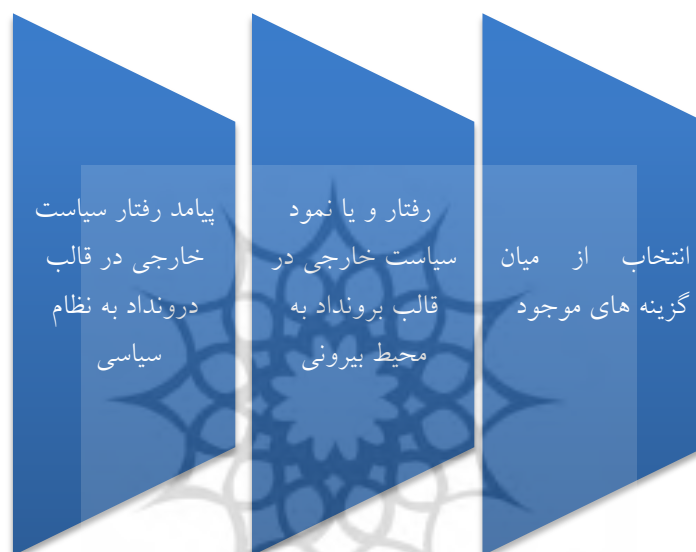 انتخاب از میان
گزینه های موجود
رفتار و یا نمود
سیاست خارجی در
قالب برونداد به
محیط بیرونی
پیامد رفتار سیاست
خارجی در قالب
درونداد به نظام
سیاسی